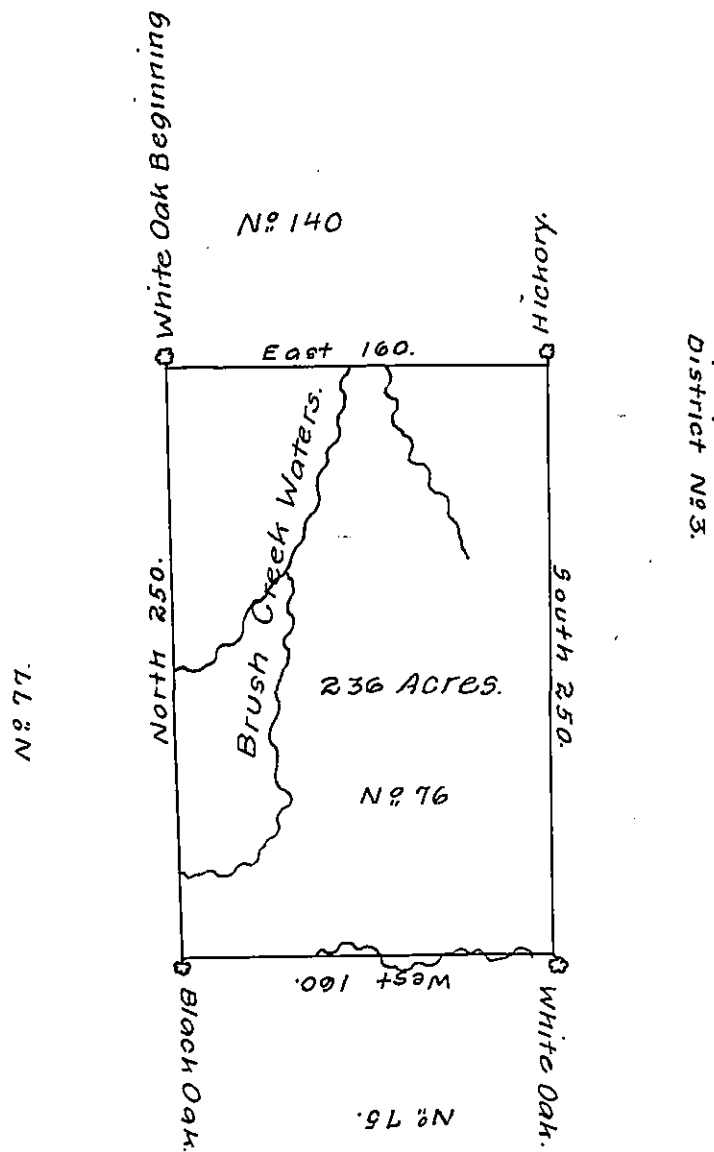 White Oak Beginning
Nº 140
Hickory.
East 160.
District Nº 3.
Brush Creek Waters.
North 250.
South 250.
236 Acres.
Nº 77
Nº 76
West 160.
Black Oak.
White Oak.
Nº 75.